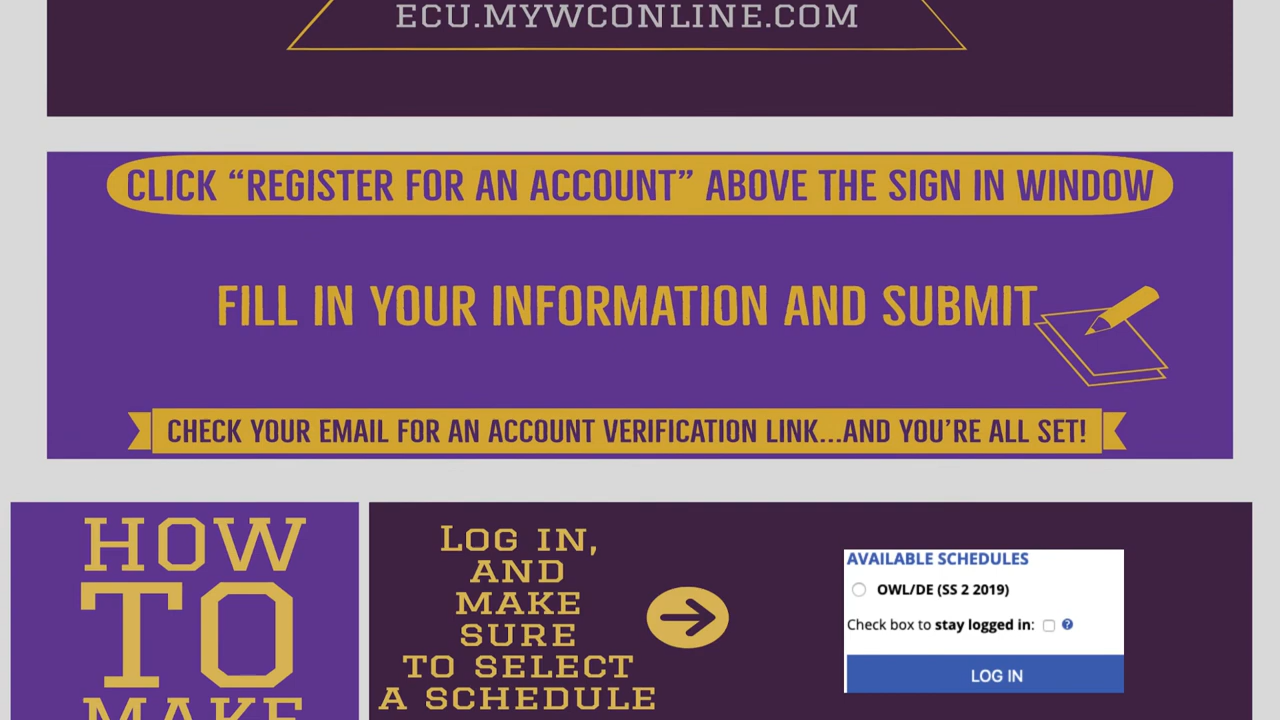 ECU.MYWCONLINE.COM
CLICK “REGISTER FOR AN ACCOUNT” ABOVE THE SIGN IN WINDOW
FILL IN YOUR INFORMATION AND SUBMIT
CHECK YOUR EMAIL FOR AN ACCOUNT VERIFICATION LINK...AND YOU'RE ALL SET!
HOW
TO
MAKE
LOG IN,
AND
MAKE
SURE
TO SELECT
A SCHEDULE
AVAILABLE SCHEDULES
OWL/DE (SS 2 2019)
Check box to stay logged in:
?
LOG IN